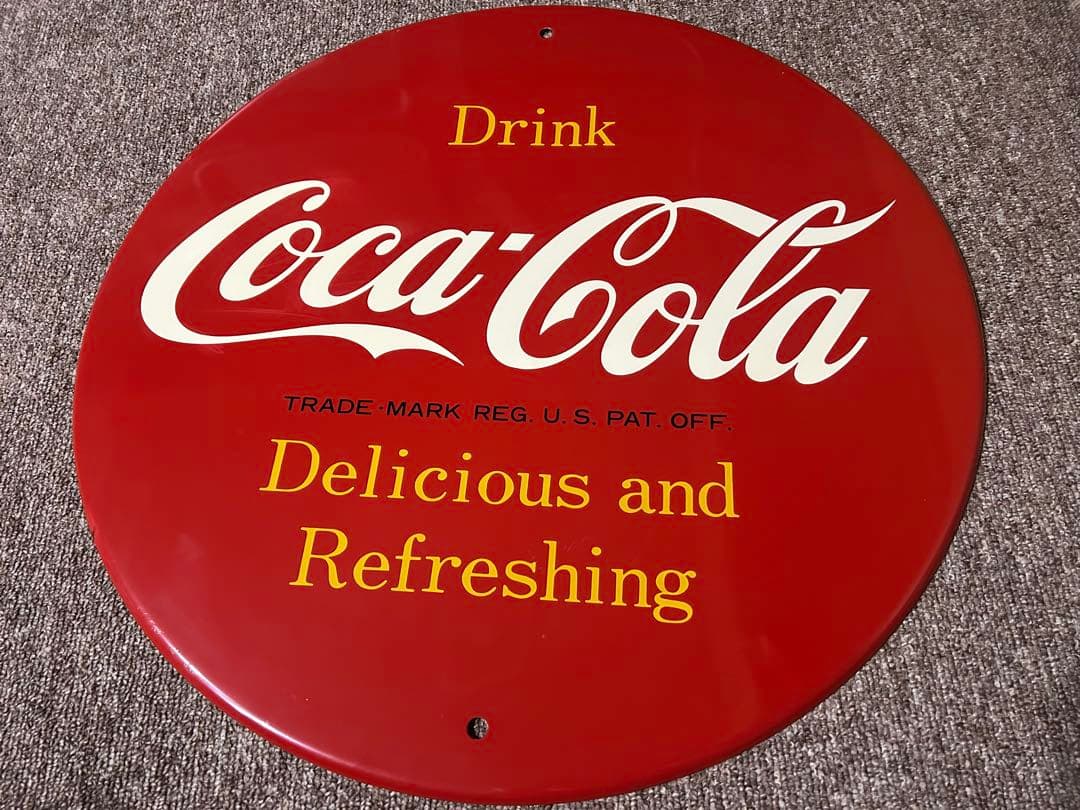 Drink
Coca-Cola
TRADE-MARK REG. U.S. PAT. OFF.
Delicious and
Refreshing